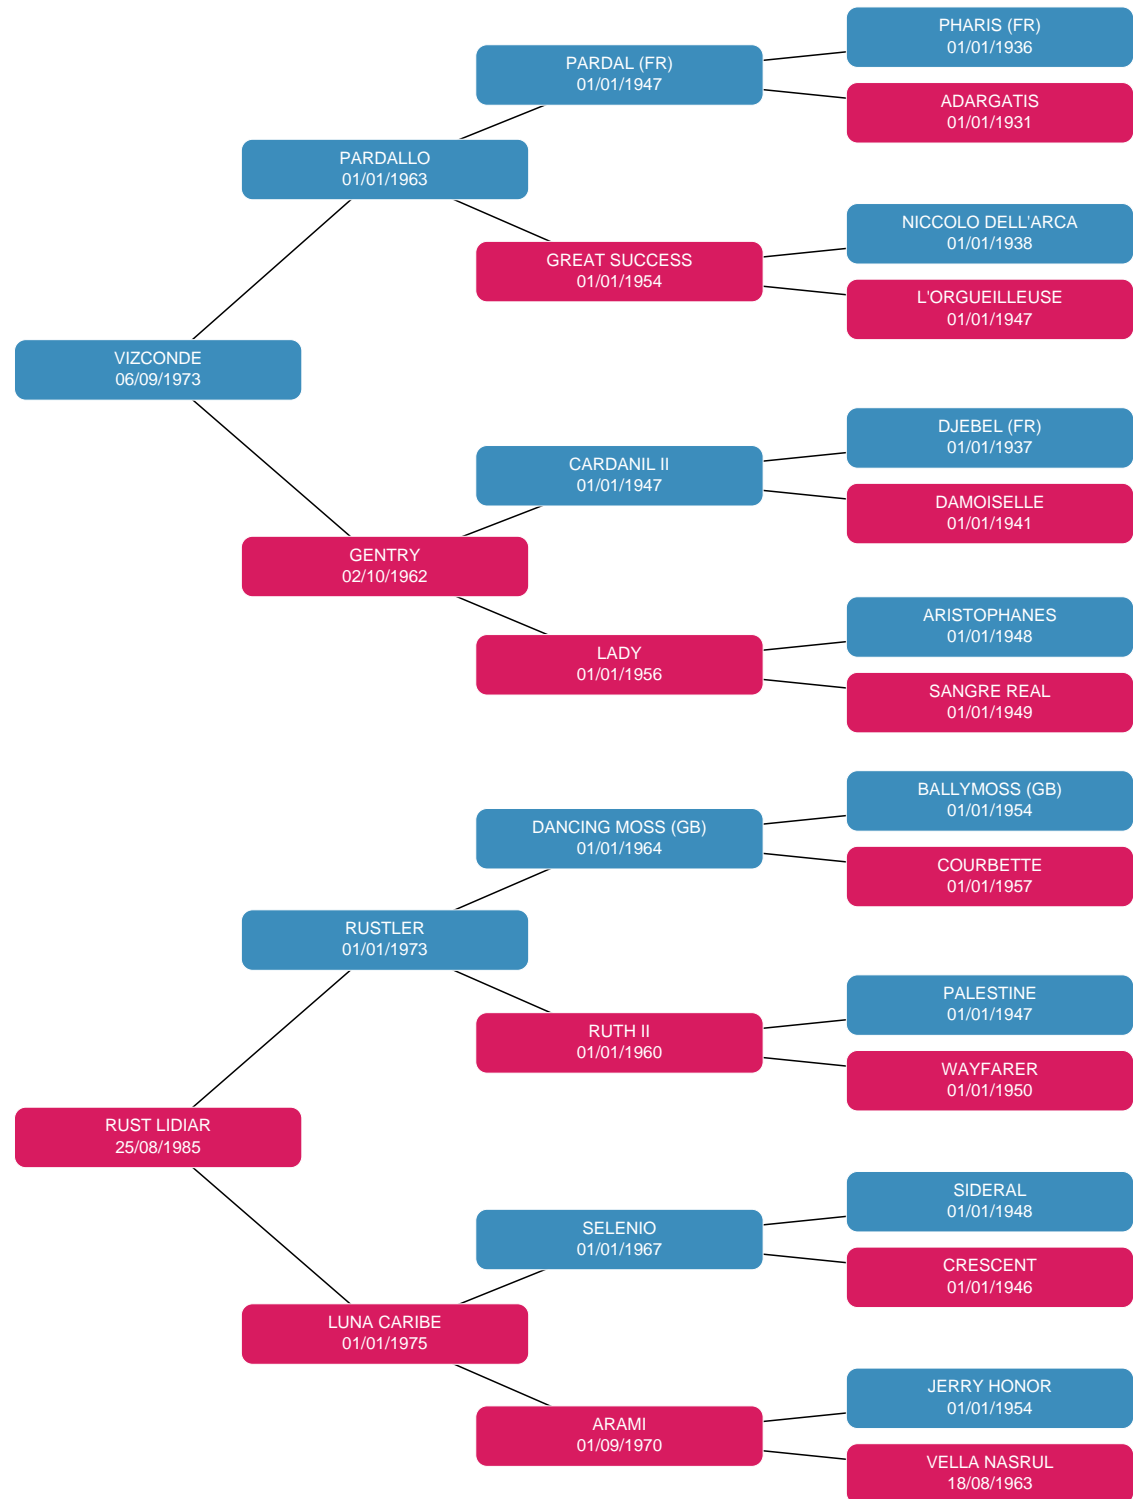 PHARIS (FR)
01/01/1936
PARDAL (FR)
01/01/1947
ADARGATIS
01/01/1931
PARDALLO
01/01/1963
NICCOLO DELL'ARCA
01/01/1938
GREAT SUCCESS
01/01/1954
L'ORGUEILLEUSE
01/01/1947
VIZCONDE
06/09/1973
DJEBEL (FR)
01/01/1937
CARDANIL II
01/01/1947
DAMOISELLE
01/01/1941
GENTRY
02/10/1962
ARISTOPHANES
01/01/1948
LADY
01/01/1956
SANGRE REAL
01/01/1949
BALLYMOSS (GB)
01/01/1954
DANCING MOSS (GB)
01/01/1964
COURBETTE
01/01/1957
RUSTLER
01/01/1973
PALESTINE
01/01/1947
RUTH II
01/01/1960
WAYFARER
01/01/1950
RUST LIDIAR
25/08/1985
SIDERAL
01/01/1948
SELENIO
01/01/1967
CRESCENT
01/01/1946
LUNA CARIBE
01/01/1975
JERRY HONOR
01/01/1954
ARAMI
01/09/1970
VELLA NASRUL
18/08/1963